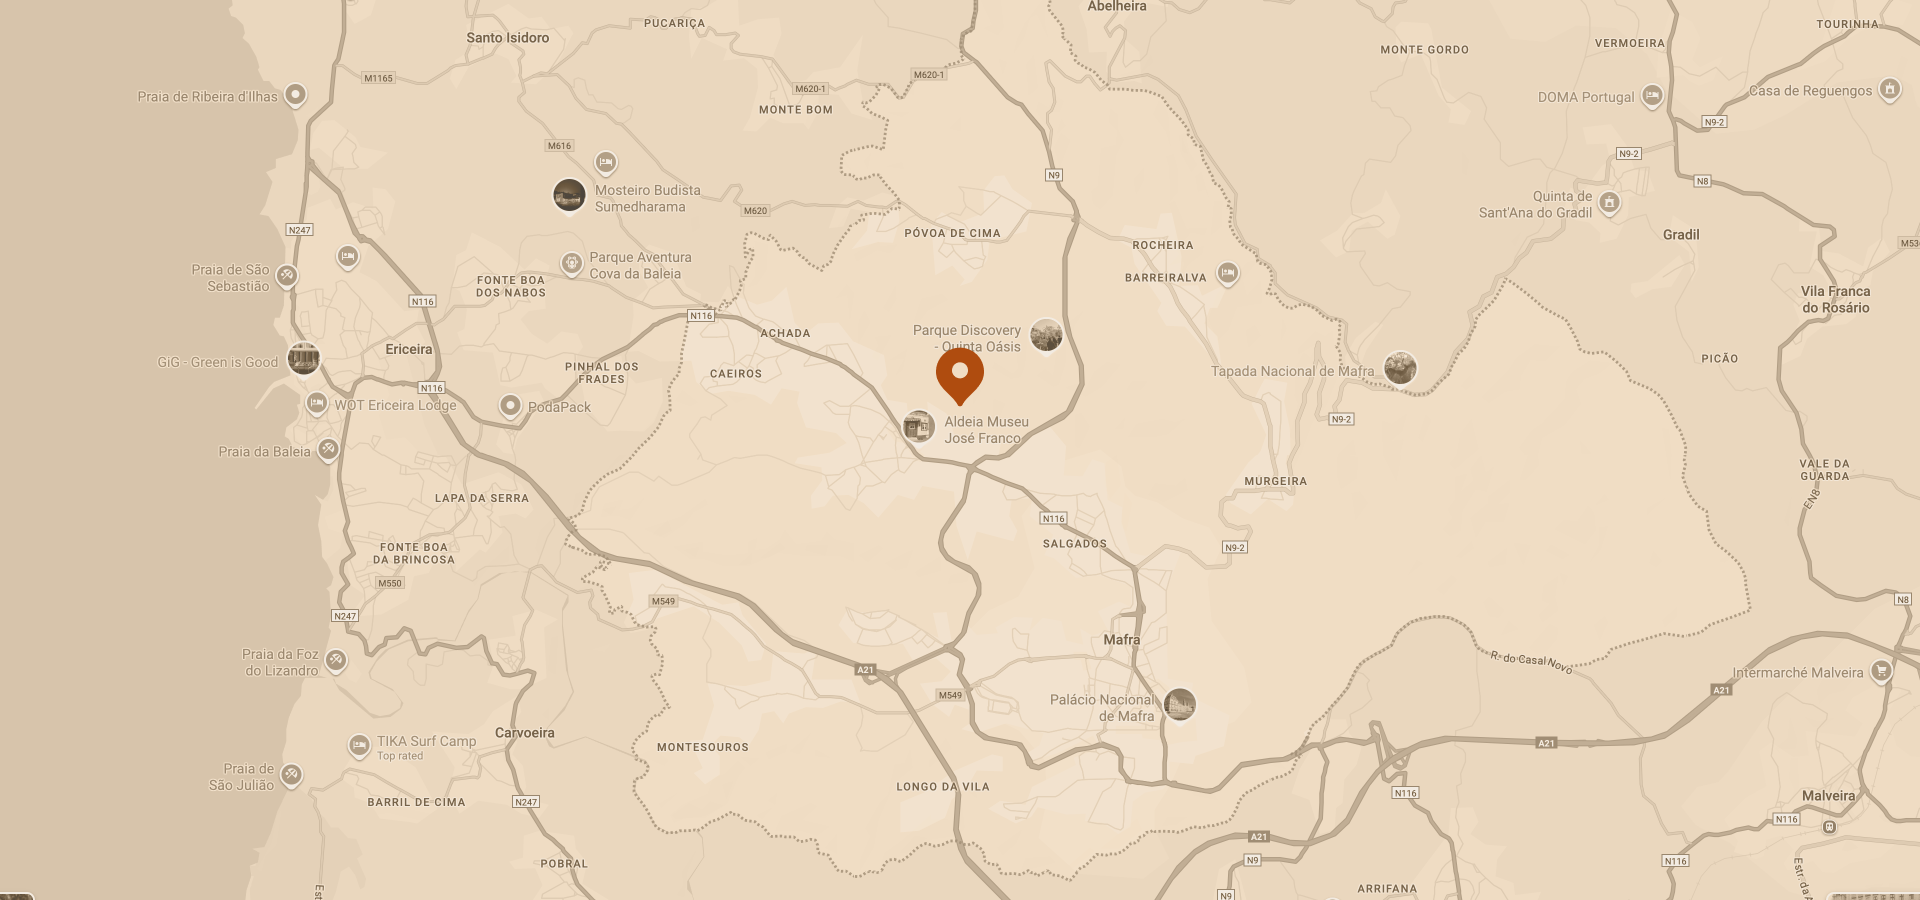 Abelheira
PUCARIÇA
Santo Isidoro
TOURINHA
VERMOEIRA
MONTE GORDO
M1165
M620-1
M620-1
Praia de Ribeira d'Ilhas
MONTE BOM
DOMA Portugal
Casa de Reguengos
N9-2
M616
N9-2
N9
N8
Mosteiro Budista
Sumedharama
M620
Quinta de
Sant'Ana do Gradil
N247
PÓVOA DE CIMA
ROCHEIRA
Gradil
Praia de São
Sebastião
FONTE BOA
DOS NABOS
Parque Aventura
Cova da Baleia
BARREIRALVA
Vila Franca
do Rosário
N116
N116
ACHADA
Parque Discovery
- Quinta Oásis
Ericeira
GiG - Green is Good
PINHAL DOS
FRADES
CAEIROS
Tapada Nacional de Mafra
PICÃO
N116
WOT Ericeira Lodge
PodaPack
Aldeia Museu
José Franco
N9-2
Praia da Baleia
LAPA DA SERRA
MURGEIRA
VALE DA
GUARDA
EN8
N116
SALGADOS
N9-2
FONTE BOA
DA BRINCOSA
M550
M549
N247
N8
Mafra
Praia da Foz
do Lizandro
A21
R. do Casal Novo
Intermarché Malveira
A21
M549
Palácio Nacional
de Mafra
Carvoeira
TIKA Surf Camp
Top rated
MONTESOUROS
A21
Praia de
São Julião
LONGO DA VILA
BARRIL DE CIMA
N247
N116
Malveira
N116
A21
POBRAL
N9
N116
ARRIFANA
N9